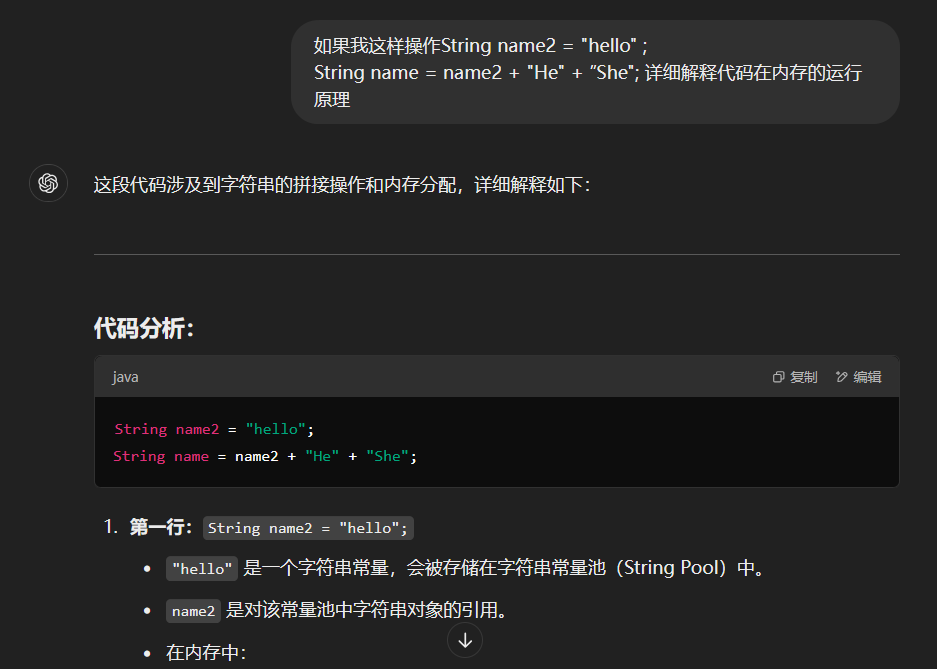 如果我这样操作String name2 = "hello" ;
String name = name2 + "He" + ”She"; 详细解释代码在内存的运行
原理
这段代码涉及到字符串的拼接操作和内存分配，详细解释如下：
代码分析：
java 复制 编辑
String name2 = "hello";
String name = name2 + "He" + "She";
1. 第一行： String name2 = "hello";
• "hello" 是一个字符串常量，会被存储在字符串常量池（String Pool）中。
• name2 是对该常量池中字符串对象的引用。
• 在内存中：